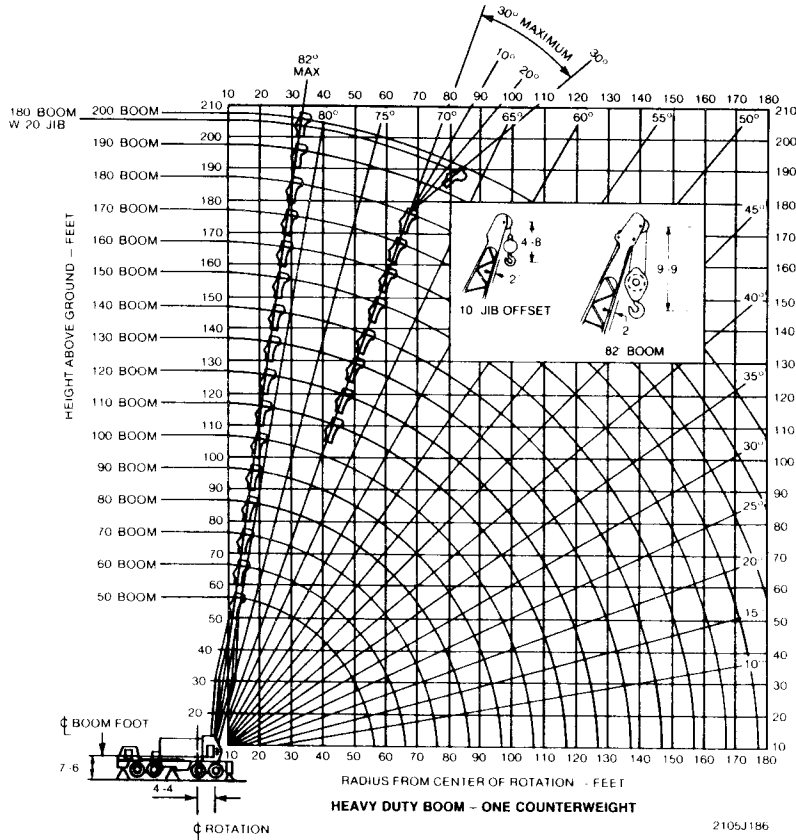 30° MAXIMUM
82° MAX
10°
20°
30°
10 20 30 40 50 60 70 80 90 100 110 120 130 140 150 160 170 180
80° 75° 70° 65° 60° 55° 50°
180 BOOM W 20 JIB
200 BOOM
190 BOOM
180 BOOM
170 BOOM
160 BOOM
150 BOOM
140 BOOM
130 BOOM
120 BOOM
110 BOOM
100 BOOM
90 BOOM
80 BOOM
70 BOOM
60 BOOM
50 BOOM
HEIGHT ABOVE GROUND - FEET
210
200
190
180
170
160
150
140
130
120
110
100
90
80
70
60
50
40
30
20
10
4-8
2
10 JIB OFFSET
9-9
2
82 BOOM
210
200
190
180
170
160
150
140
130
120
110
100
90
80
70
60
50
40
30
20
10
45°
40°
35°
30°
25°
20°
15°
10°
BOOM FOOT
7-6
4-4
ROTATION
10 20 30 40 50 60 70 80 90 100 110 120 130 140 150 160 170 180
RADIUS FROM CENTER OF ROTATION - FEET
HEAVY DUTY BOOM - ONE COUNTERWEIGHT
2105J186